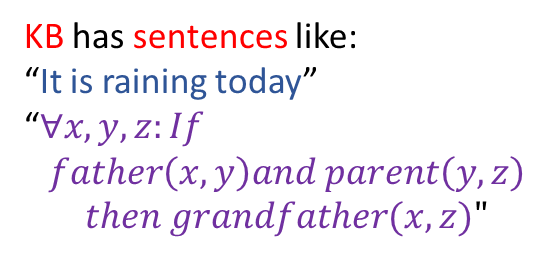 KB has sentences like:
“It is raining today”
“∀x, y, z: If
father(x, y)and parent(y, z)
then grandfather(x, z)"